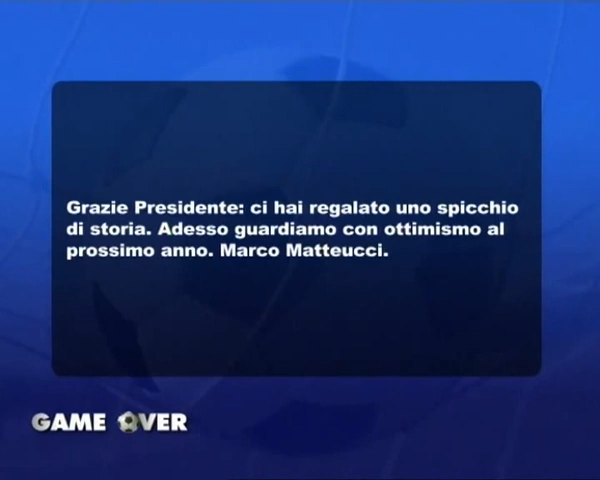 Grazie Presidente: ci hai regalato uno spicchio
di storia. Adesso guardiamo con ottimismo al
prossimo anno. Marco Matteucci.
GAME OVER